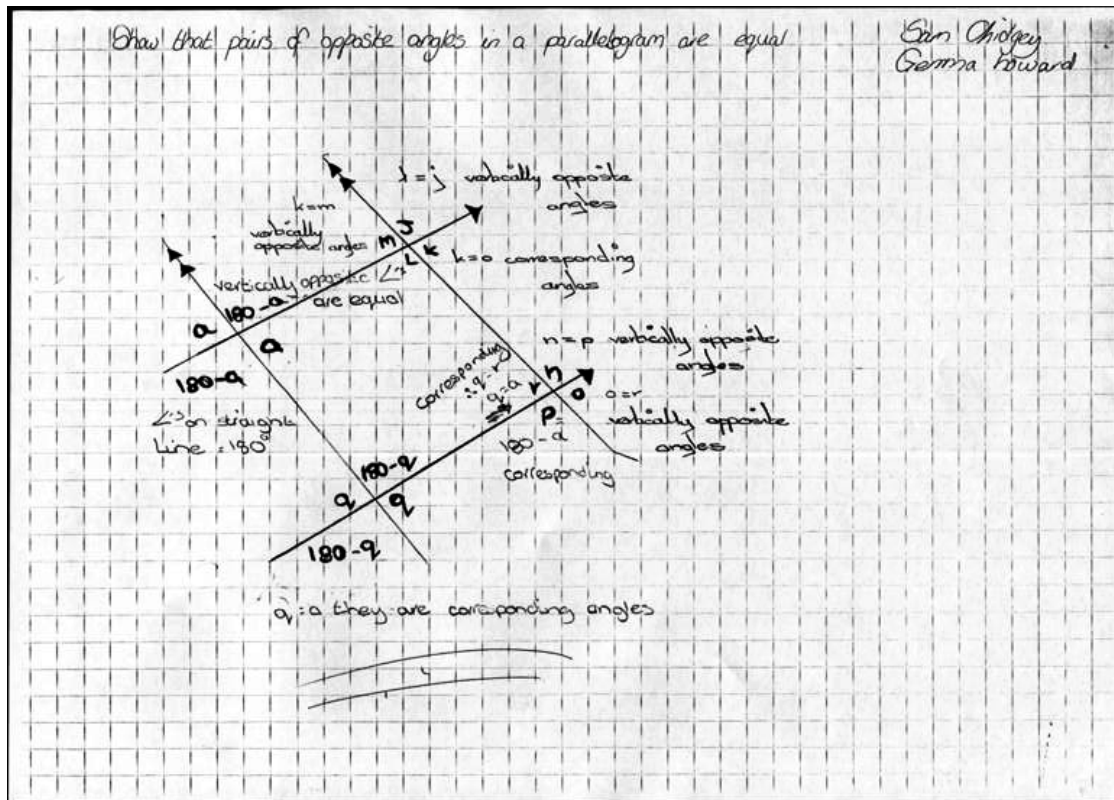 Show that pairs of opposite angles in a parallelogram are equal
Sam Chidgey
Gemma Howard
l = j vertically opposite
angles
k=m
vertically
opposite angles
J
m
L
k
k=o corresponding
angles
vertically opposite ∠'s
are equal
a
180-a
a
180-a
∠'s on straight
Line = 180°
n = p vertically opposite
angles
corresponding
∴ q=r
q=a
r
n
o
p=
180-a
corresponding
o=r
vertically opposite
angles
180-q
q
q
180-q
q=a they are corresponding angles